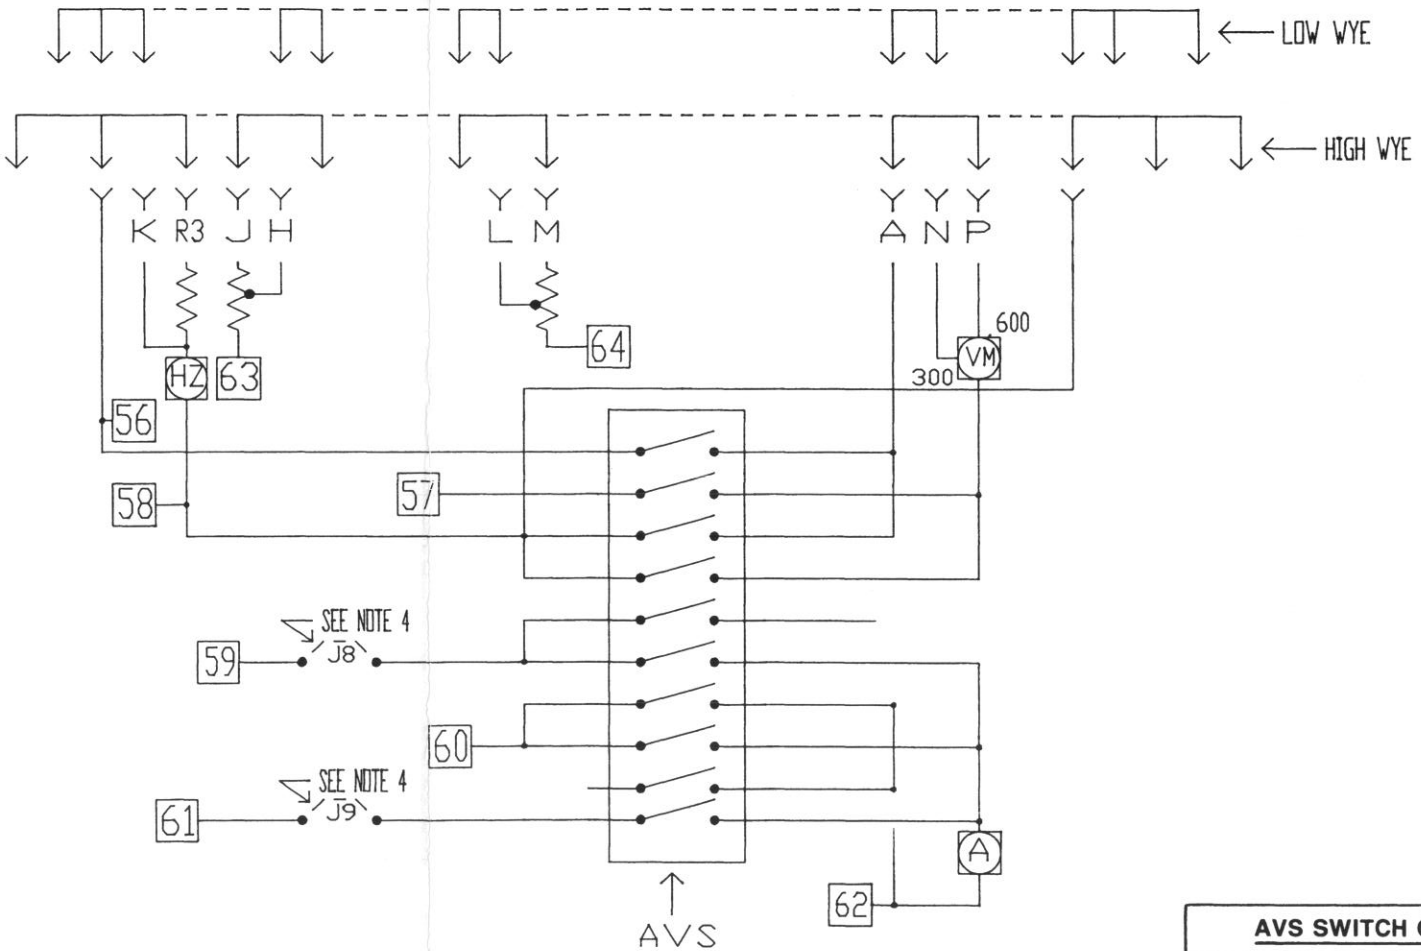 LOW WYE
HIGH WYE
K R3 J H L M A N P
600
VM
300
64
HZ
63
56
57
58
SEE NOTE 4
J8
59
60
SEE NOTE 4
J9
61
A
62
AVS
AVS SWITCH